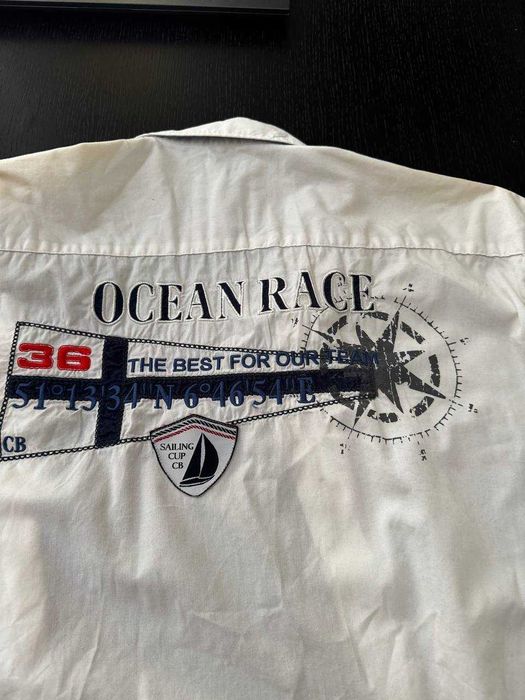 OCEAN RACE
36
THE BEST FOR OUR TEAM
51°13'34"N 6°46'54"E
CB
SAILING
CUP
CB